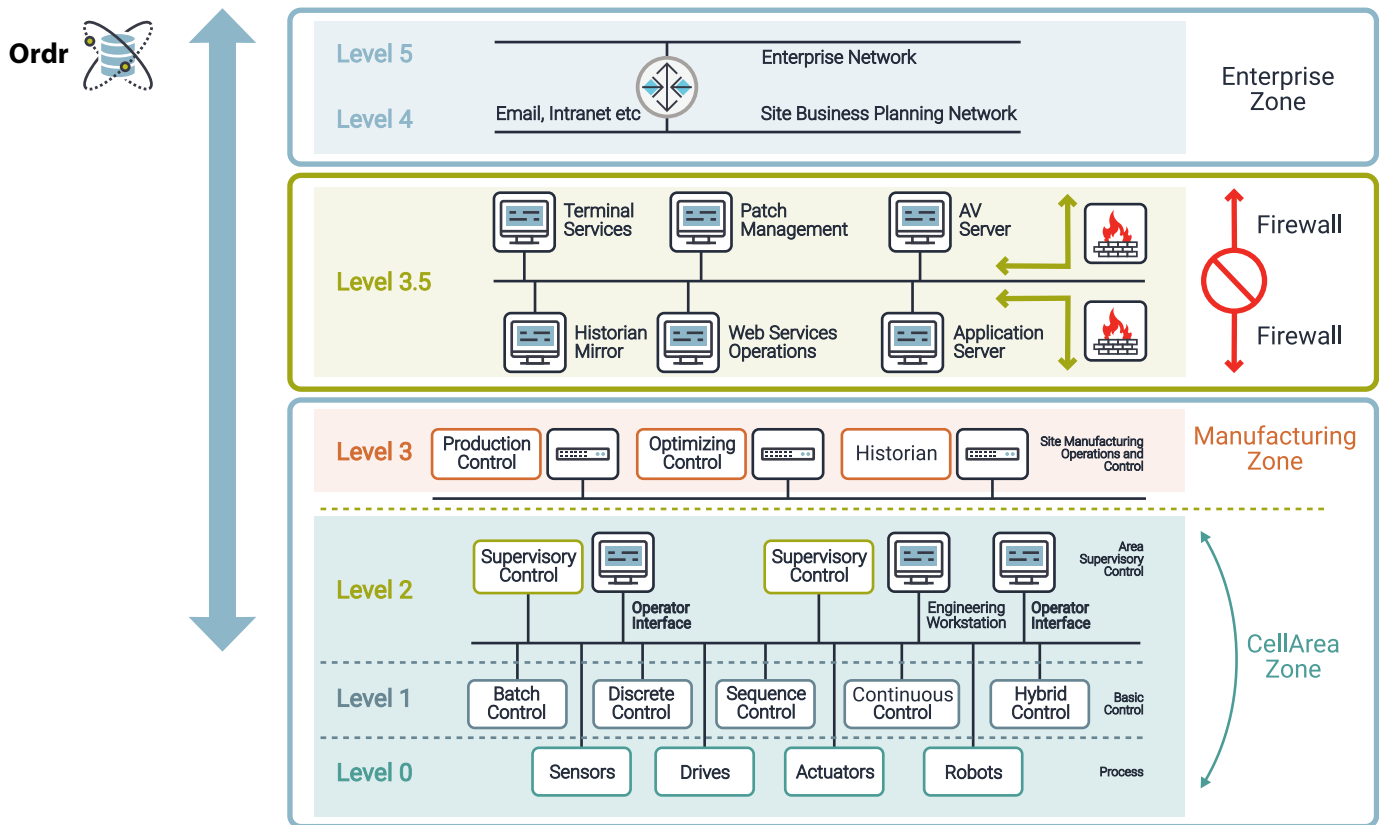 Ordr
Level 5
Enterprise Network
Level 4
Email, Intranet etc
Site Business Planning Network
Enterprise
Zone
Level 3.5
Terminal
Services
Patch
Management
AV
Server
Historian
Mirror
Web Services
Operations
Application
Server
Firewall
Firewall
Level 3
Production
Control
Optimizing
Control
Historian
Site Manufacturing
Operations and
Control
Manufacturing
Zone
Level 2
Supervisory
Control
Operator
Interface
Supervisory
Control
Engineering
Workstation
Operator
Interface
Area
Supervisory
Control
CellArea
Zone
Level 1
Batch
Control
Discrete
Control
Sequence
Control
Continuous
Control
Hybrid
Control
Basic
Control
Level 0
Sensors
Drives
Actuators
Robots
Process